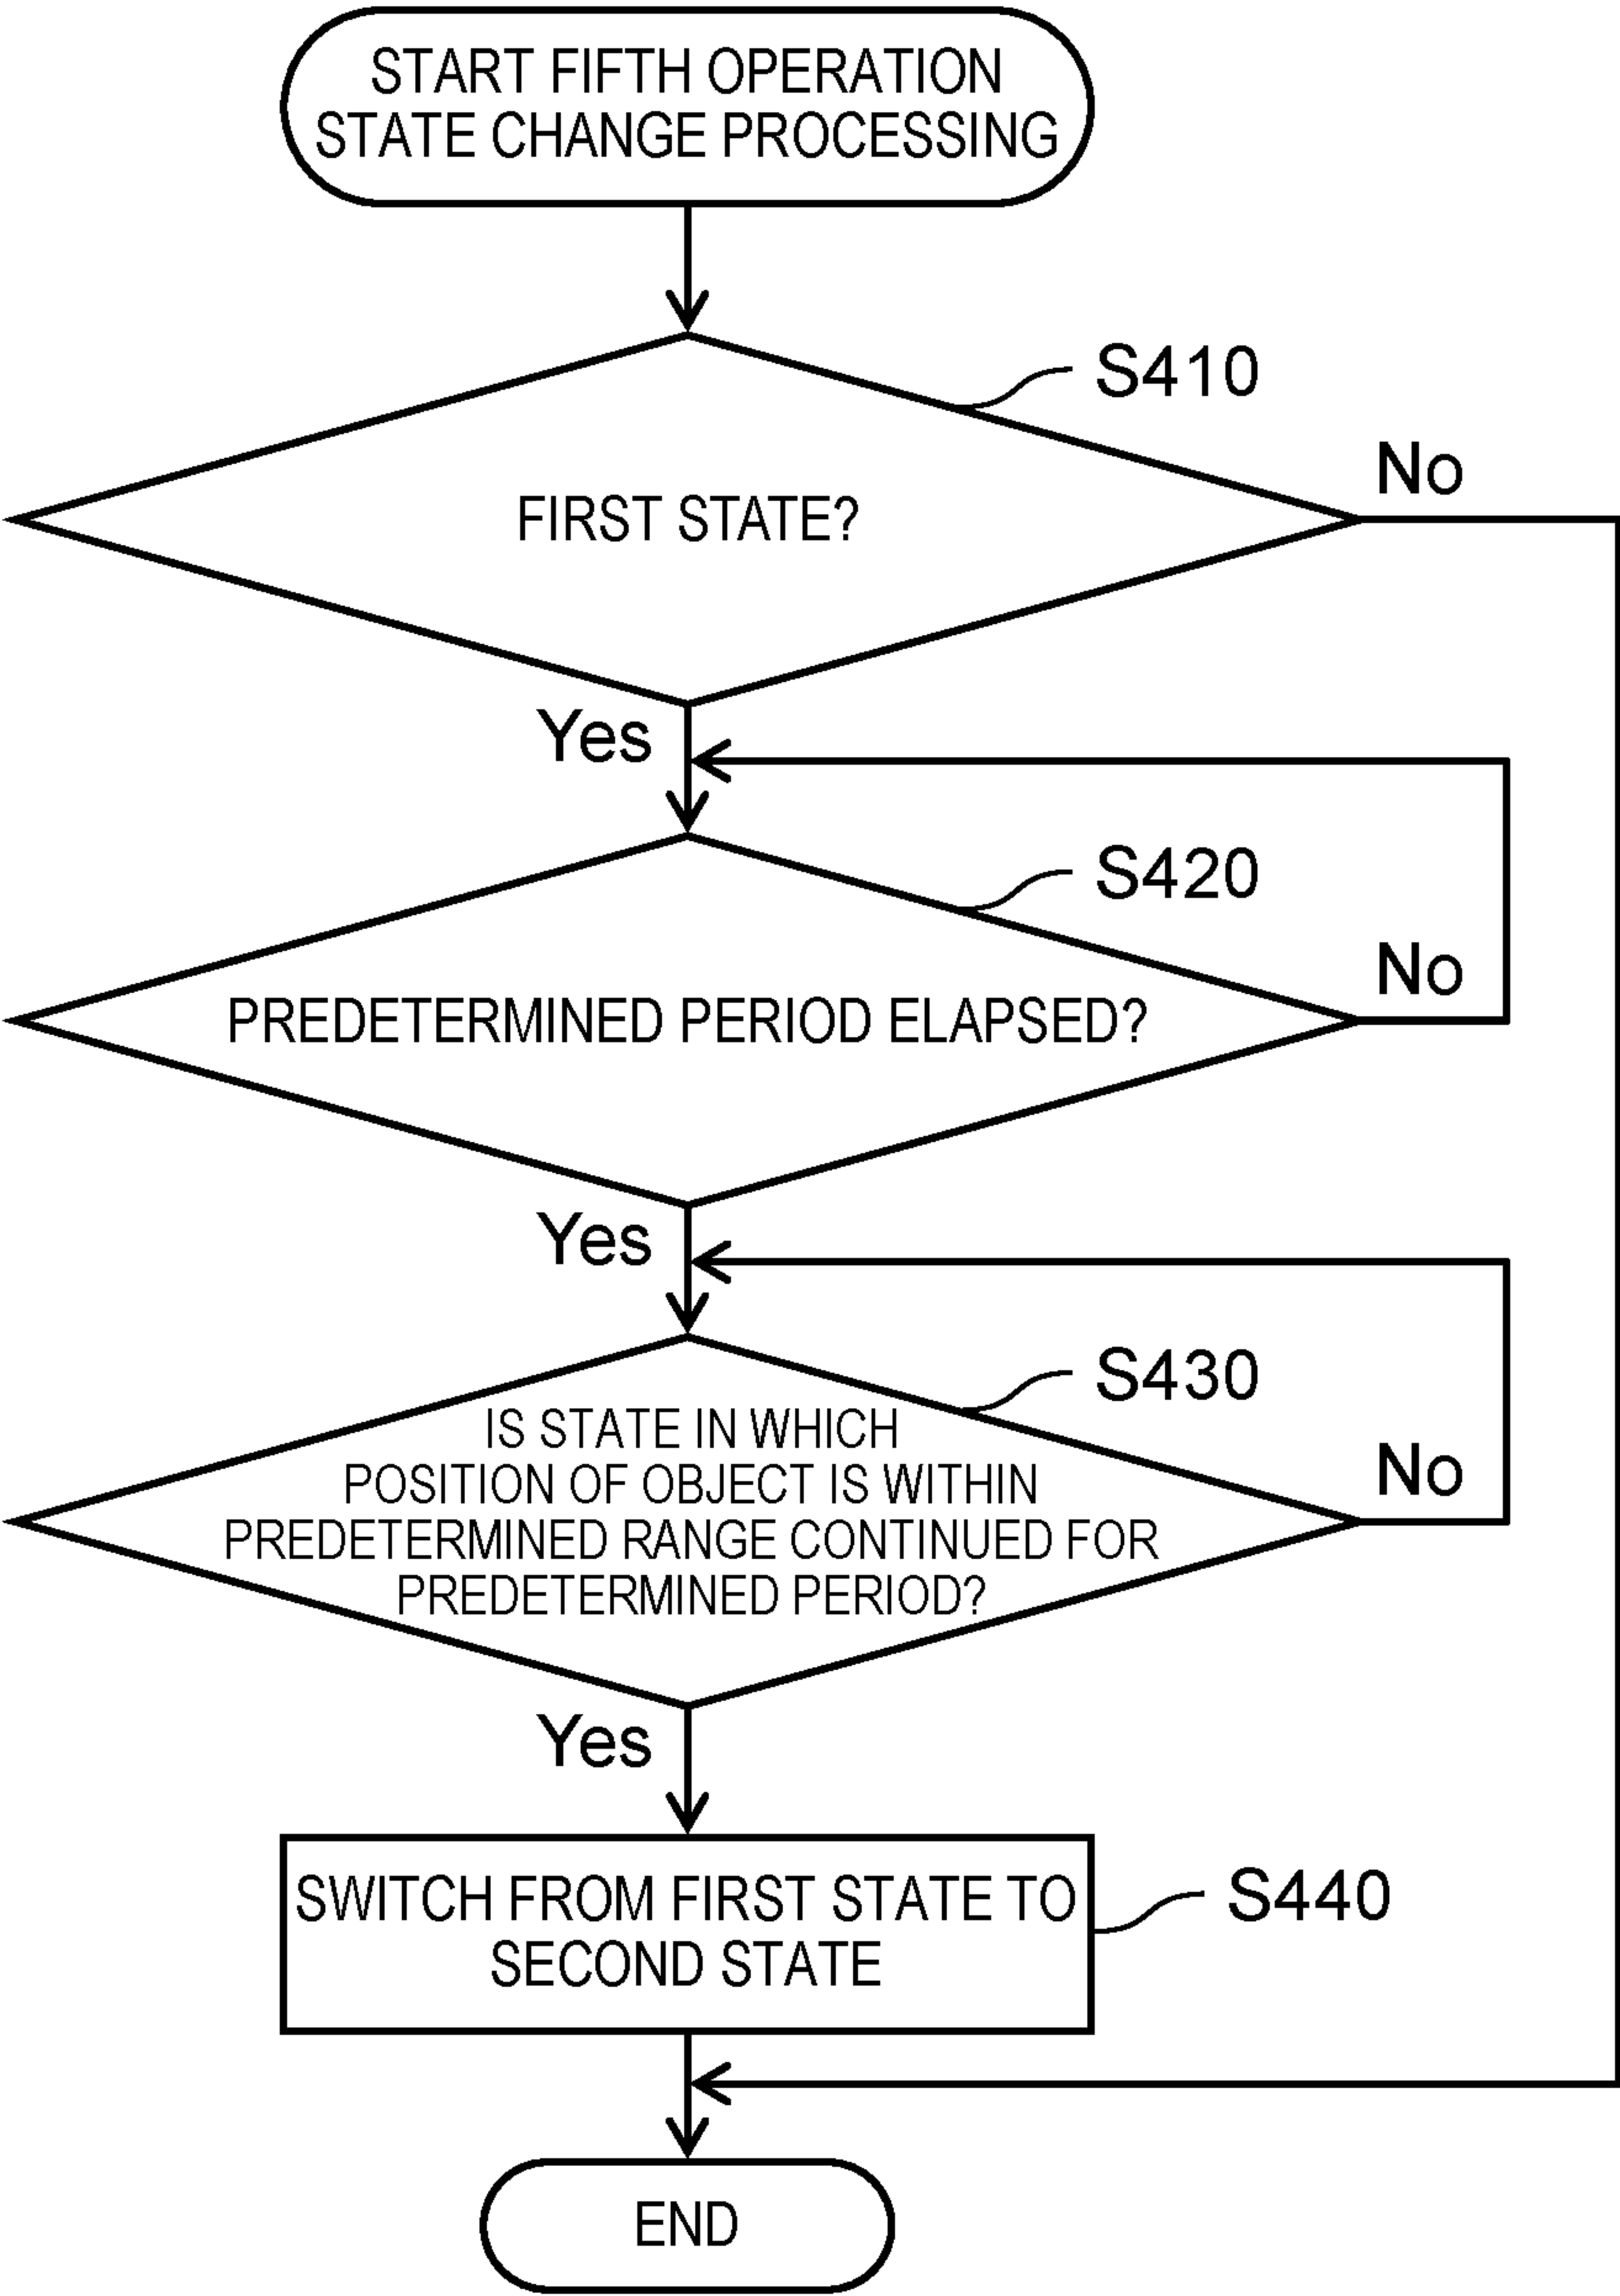 START FIFTH OPERATION
STATE CHANGE PROCESSING
S410
No
FIRST STATE?
Yes
S420
No
PREDETERMINED PERIOD ELAPSED?
Yes
S430
IS STATE IN WHICH
No
POSITION OF OBJECT IS WITHIN
PREDETERMINED RANGE CONTINUED FOR
PREDETERMINED PERIOD?
Yes
SWITCH FROM FIRST STATE TO
SECOND STATE
S440
END